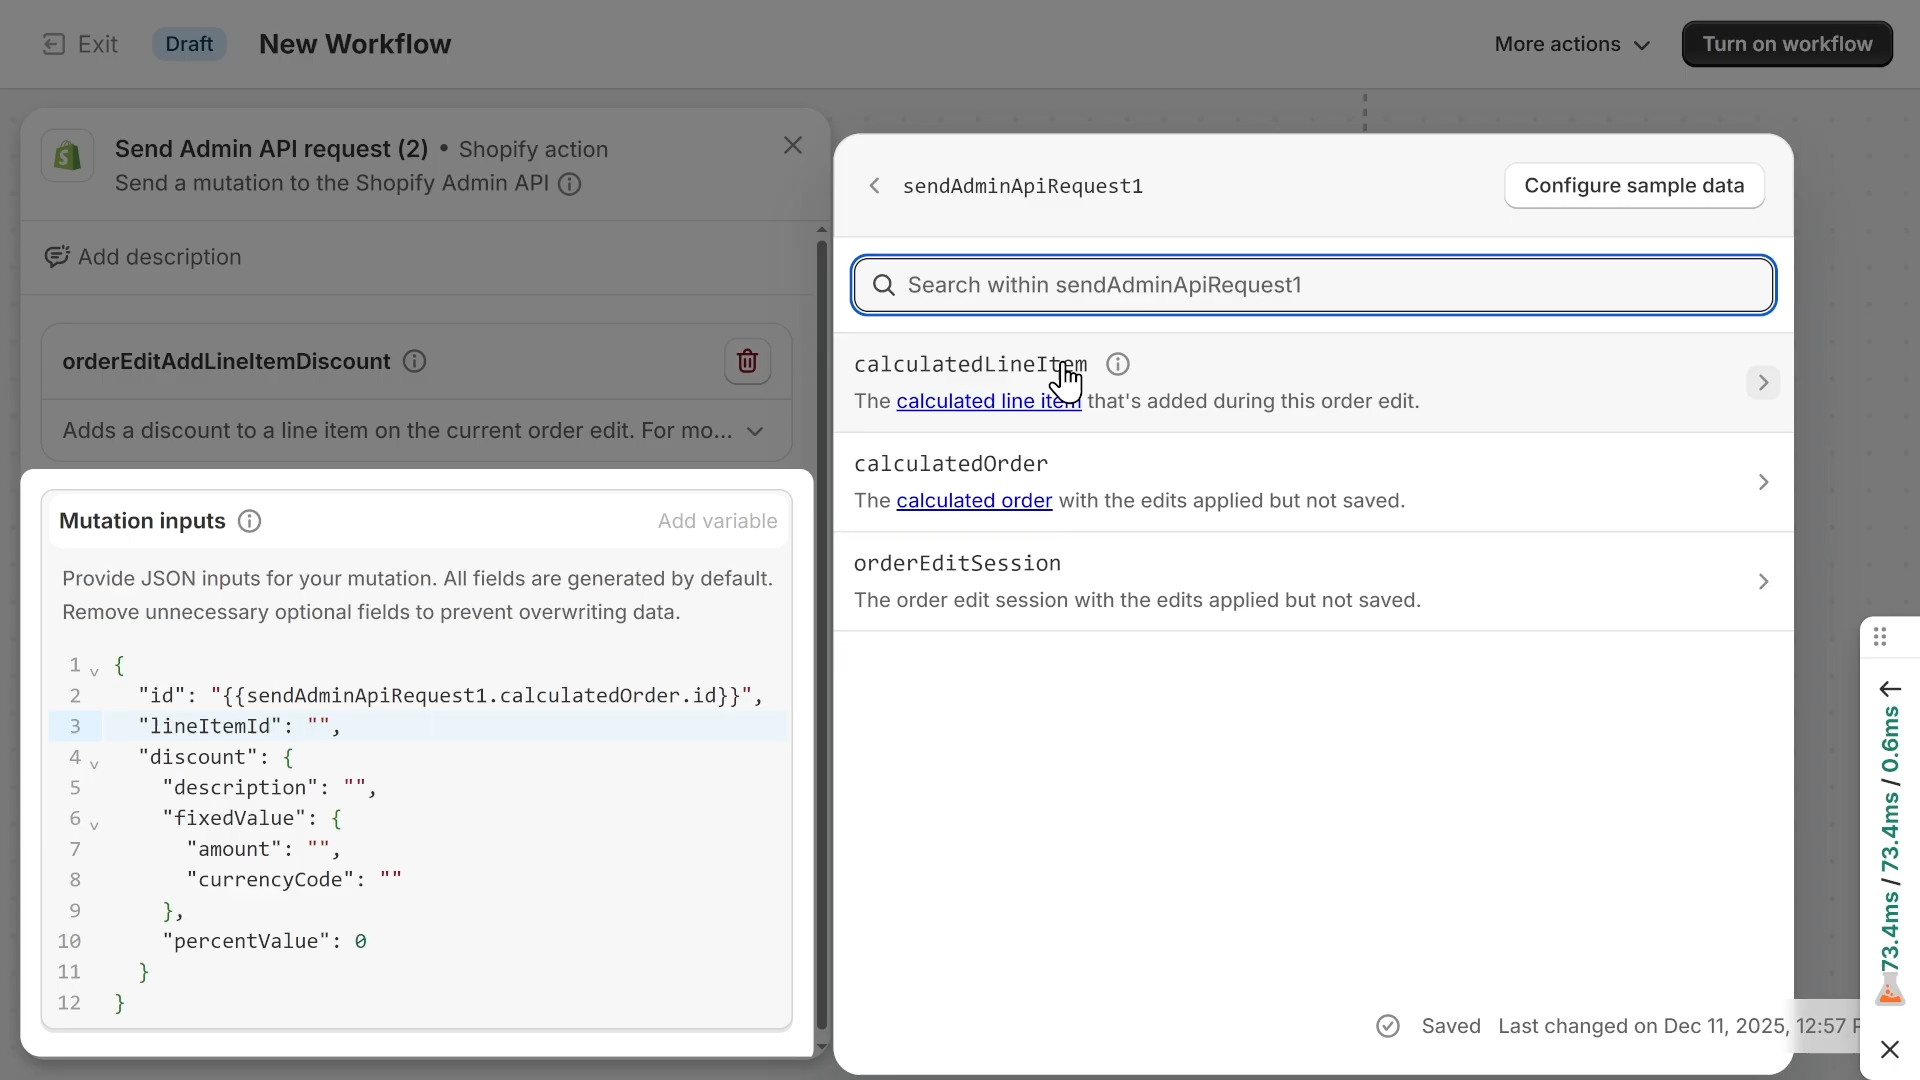 Exit
Draft
New Workflow
More actions
Turn on workflow
Send Admin API request (2) • Shopify action
Send a mutation to the Shopify Admin API
Add description
orderEditAddLineItemDiscount
Adds a discount to a line item on the current order edit. For mo...
Mutation inputs
Add variable
Provide JSON inputs for your mutation. All fields are generated by default.
Remove unnecessary optional fields to prevent overwriting data.
1 {
2 "id": "{{sendAdminApiRequest1.calculatedOrder.id}}",
3 "lineItemId": "",
4 "discount": {
5 "description": "",
6 "fixedValue": {
7 "amount": "",
8 "currencyCode": ""
9 },
10 "percentValue": 0
11 }
12 }
sendAdminApiRequest1
Configure sample data
Search within sendAdminApiRequest1
calculatedLineItem
The calculated line item that's added during this order edit.
calculatedOrder
The calculated order with the edits applied but not saved.
orderEditSession
The order edit session with the edits applied but not saved.
Saved Last changed on Dec 11, 2025, 12:57 P
73.4ms / 73.4ms / 0.6ms